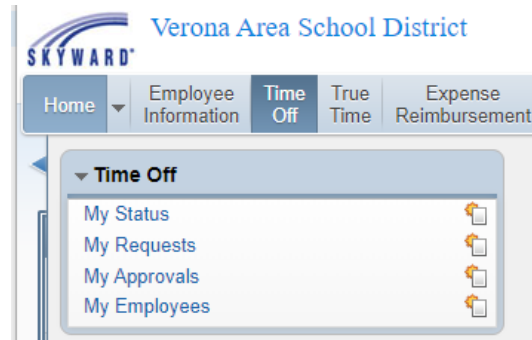 Verona Area School District
SKYWARD®
Home
Employee
Information
Time
Off
True
Time
Expense
Reimbursement
Time Off
My Status
My Requests
My Approvals
My Employees